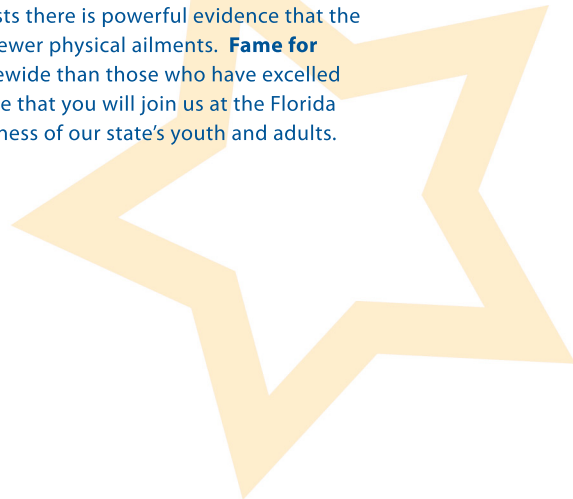 sts there is powerful evidence that the
ewer physical ailments. Fame for
ewide than those who have excelled
e that you will join us at the Florida
ness of our state’s youth and adults.